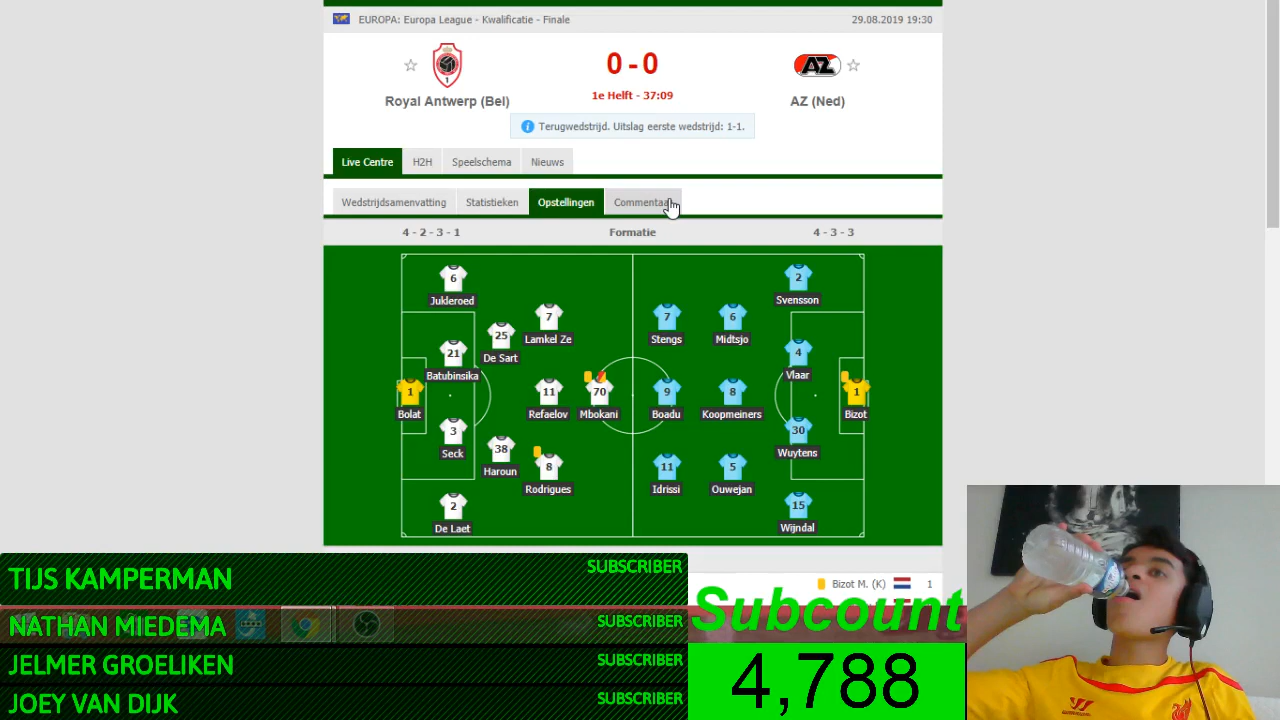 EUROPA: Europa League - Kwalificatie - Finale
29.08.2019 19:30
1
AZ
0 - 0
1e Helft - 37:09
Royal Antwerp (Bel)
AZ (Ned)
i Terugwedstrijd. Uitslag eerste wedstrijd: 1-1.
Live Centre H2H Speelschema Nieuws
Wedstrijdsamenvatting Statistieken Opstellingen
4 - 2 - 3 - 1 Formatie 4 - 3 - 3
6
Jukleroed
2
Svensson
7
Lamkel Ze
7
Stengs
6
Midtsjo
25
De Sart
21
Batubinsika
4
Vlaar
1
Bolat
11
Refaelov
70
Mbokani
9
Boadu
8
Koopmeiners
1
Bizot
3
Seck
30
Wuytens
38
Haroun
8
Rodrigues
11
Idrissi
5
Ouwejan
2
De Laet
15
Wijndal
Bizot M. (K) 1
TIJS KAMPERMAN SUBSCRIBER
NATHAN MIEDEMA SUBSCRIBER
JELMER GROELIKEN SUBSCRIBER
JOEY VAN DIJK SUBSCRIBER
Subcount
4,788